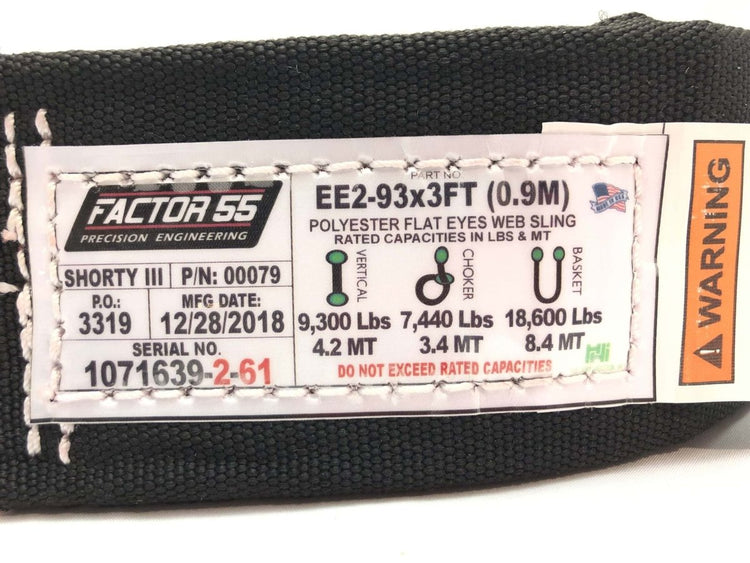 FACTOR 55
PRECISION ENGINEERING
SHORTY III P/N: 00079
P.O.: MFG DATE:
3319 12/28/2018
SERIAL NO.
1071639-2-61
PART NO.
EE2-93x3FT (0.9M)
MADE IN USA
POLYESTER FLAT EYES WEB SLING
RATED CAPACITIES IN LBS & MT
VERTICAL CHOKER BASKET
9,300 Lbs 7,440 Lbs 18,600 Lbs
4.2 MT 3.4 MT 8.4 MT
DO NOT EXCEED RATED CAPACITIES
WARNING